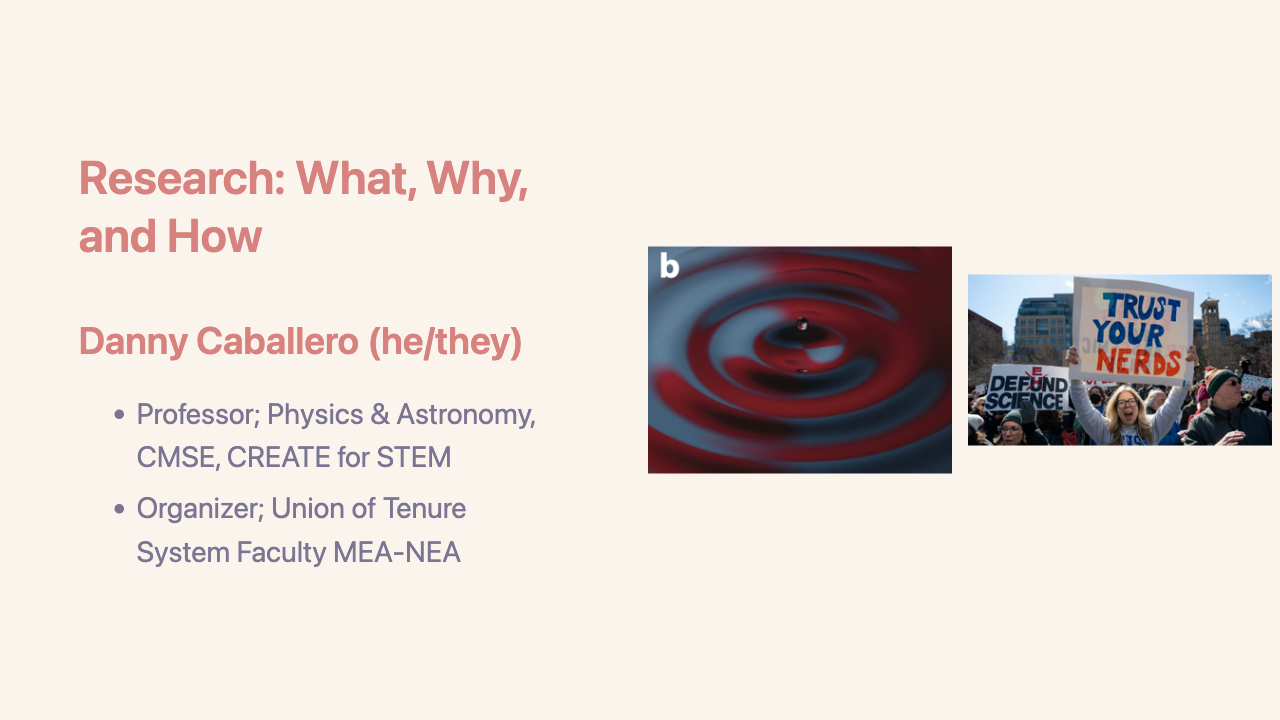 Research: What, Why,
and How
Danny Caballero (he/they)
• Professor; Physics & Astronomy,
CMSE, CREATE for STEM
• Organizer; Union of Tenure
System Faculty MEA-NEA
b
TRUST
YOUR
NERDS
DEFUND
SCIENCE